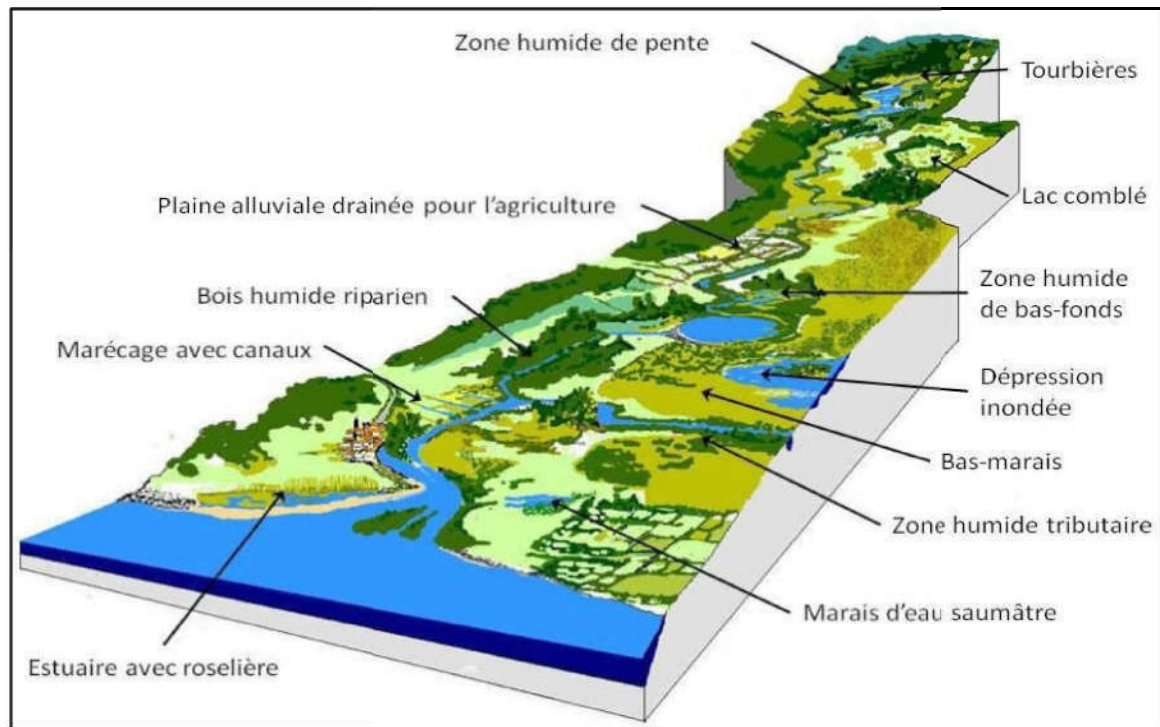 Zone humide de pente
Tourbières
Lac comblé
Plaine alluviale drainée pour l'agriculture
Zone humide
de bas-fonds
Bois humide riparien
Marécage avec canaux
Dépression
inondée
Bas-marais
Zone humide tributaire
Marais d'eau saumâtre
Estuaire avec roselière